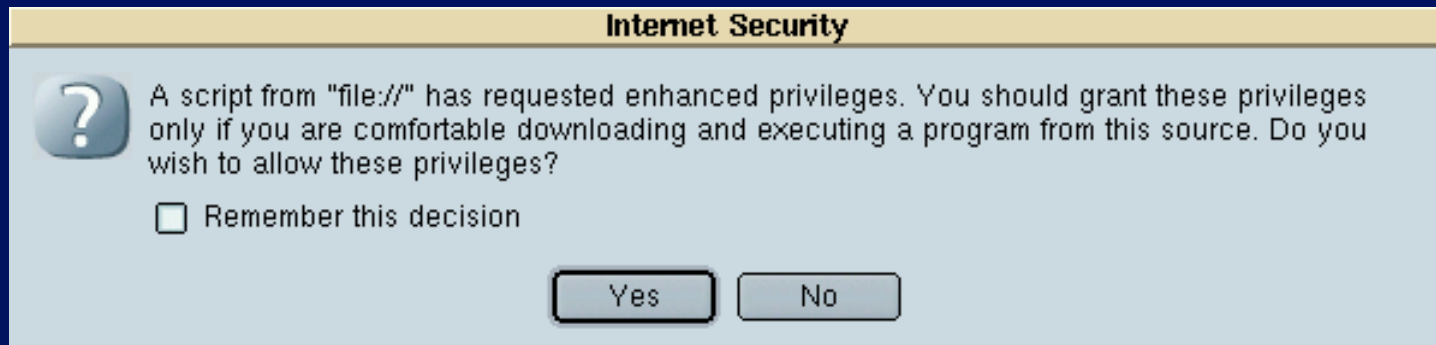 Internet Security
A script from "file://" has requested enhanced privileges. You should grant these privileges
only if you are comfortable downloading and executing a program from this source. Do you
wish to allow these privileges?
Remember this decision
Yes No